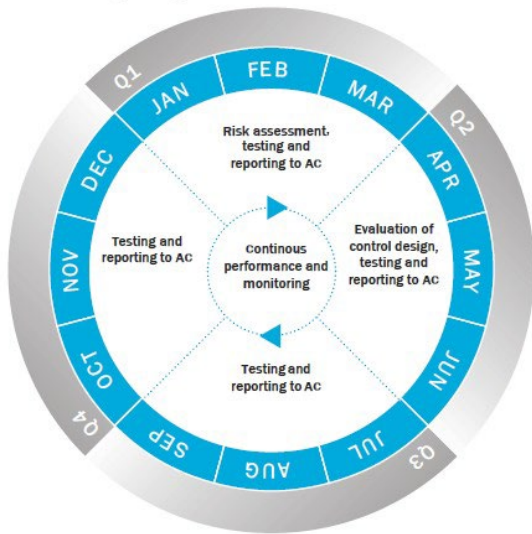 Q1
JAN
FEB
MAR
Q2
APR
MAY
JUN
Q3
JUL
AUG
SEP
Q4
OCT
NOV
DEC
Risk assessment,
testing and
reporting to AC
Evaluation of
control design,
testing and
reporting to AC
Testing and
reporting to AC
Testing and
reporting to AC
Continous
performance and
monitoring